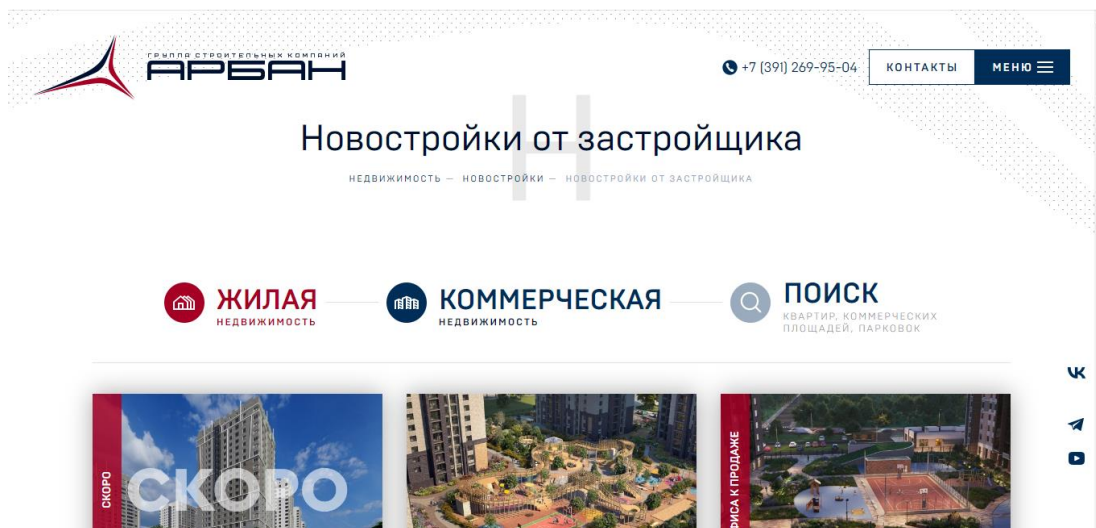 ГРУППА СТРОИТЕЛЬНЫХ КОМПАНИЙ
АРБАН
+7 (391) 269-95-04
КОНТАКТЫ
МЕНЮ
Н
Новостройки от застройщика
НЕДВИЖИМОСТЬ — НОВОСТРОЙКИ — НОВОСТРОЙКИ ОТ ЗАСТРОЙЩИКА
ЖИЛАЯ
НЕДВИЖИМОСТЬ
КОММЕРЧЕСКАЯ
НЕДВИЖИМОСТЬ
ПОИСК
КВАРТИР, КОММЕРЧЕСКИХ
ПЛОЩАДЕЙ, ПАРКОВОК
СКОРО
СКОРО
К ПРОДАЖЕ